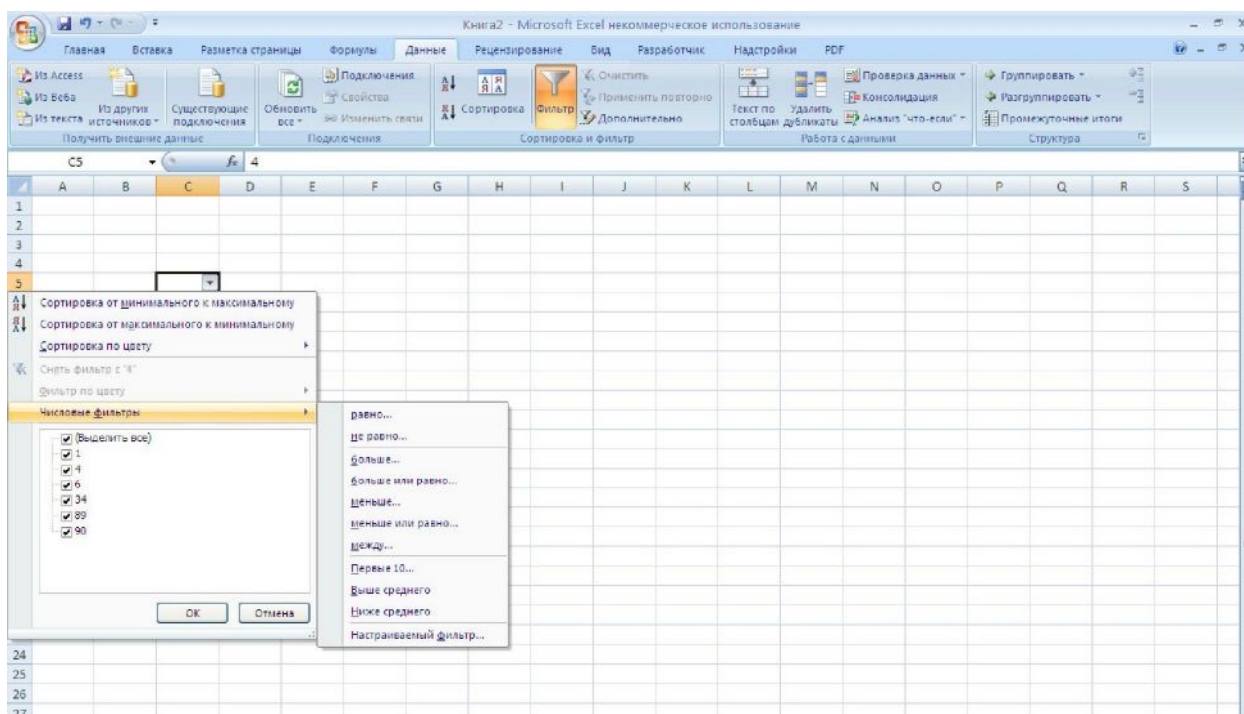 Книга2 - Microsoft Excel некоммерческое использование
Главная Вставка Разметка страницы Формулы Данные Рецензирование Вид Разработчик Надстройки PDF
Из Access
Из Веба
Из текста
Из других источников
Существующие подключения
Получить внешние данные
Обновить все
Подключения
Свойства
Изменить связи
Подключения
Сортировка
Фильтр
Очистить
Применить повторно
Дополнительно
Сортировка и фильтр
Текст по столбцам
Удалить дубликаты
Проверка данных
Консолидация
Анализ "что-если"
Работа с данными
Группировать
Разгруппировать
Промежуточные итоги
Структура
C5 fx 4
A B C D E F G H I J K L M N O P Q R S
1
2
3
4
5
Сортировка от минимального к максимальному
Сортировка от максимального к минимальному
Сортировка по цвету
Снять фильтр с "4"
Фильтр по цвету
Числовые фильтры
(Выделить все)
1
4
6
34
89
90
ОК Отмена
равно...
не равно...
больше...
больше или равно...
меньше...
меньше или равно...
между...
Первые 10...
Выше среднего
Ниже среднего
Настраиваемый фильтр...
24
25
26
27